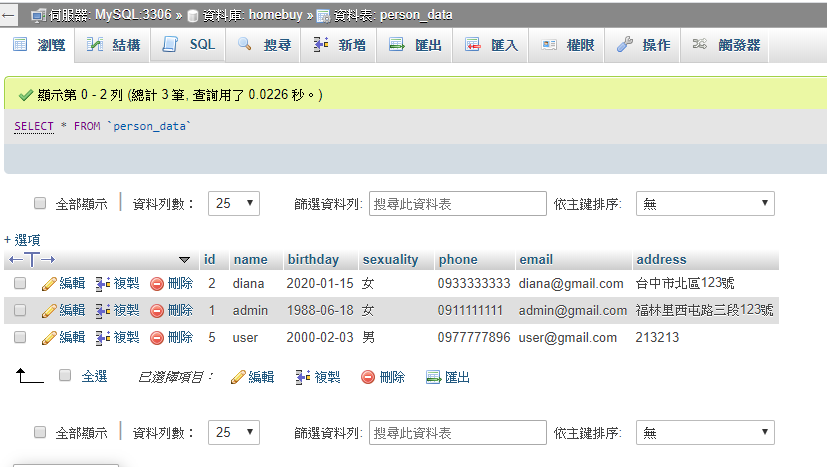 伺服器: MySQL:3306 » 資料庫: homebuy » 資料表: person_data
瀏覽 結構 SQL 搜尋 新增 匯出 匯入 權限 操作 觸發器
顯示第 0 - 2 列 (總計 3 筆, 查詢用了 0.0226 秒。)
SELECT * FROM `person_data`
全部顯示 資料列數： 25 篩選資料列: 搜尋此資料表 依主鍵排序: 無
+ 選項
←T→ id name birthday sexuality phone email address
編輯 複製 刪除 2 diana 2020-01-15 女 0933333333 diana@gmail.com 台中市北區123號
編輯 複製 刪除 1 admin 1988-06-18 女 0911111111 admin@gmail.com 福林里西屯路三段123號
編輯 複製 刪除 5 user 2000-02-03 男 0977777896 user@gmail.com 213213
全選 已選擇項目： 編輯 複製 刪除 匯出
全部顯示 資料列數： 25 篩選資料列: 搜尋此資料表 依主鍵排序: 無